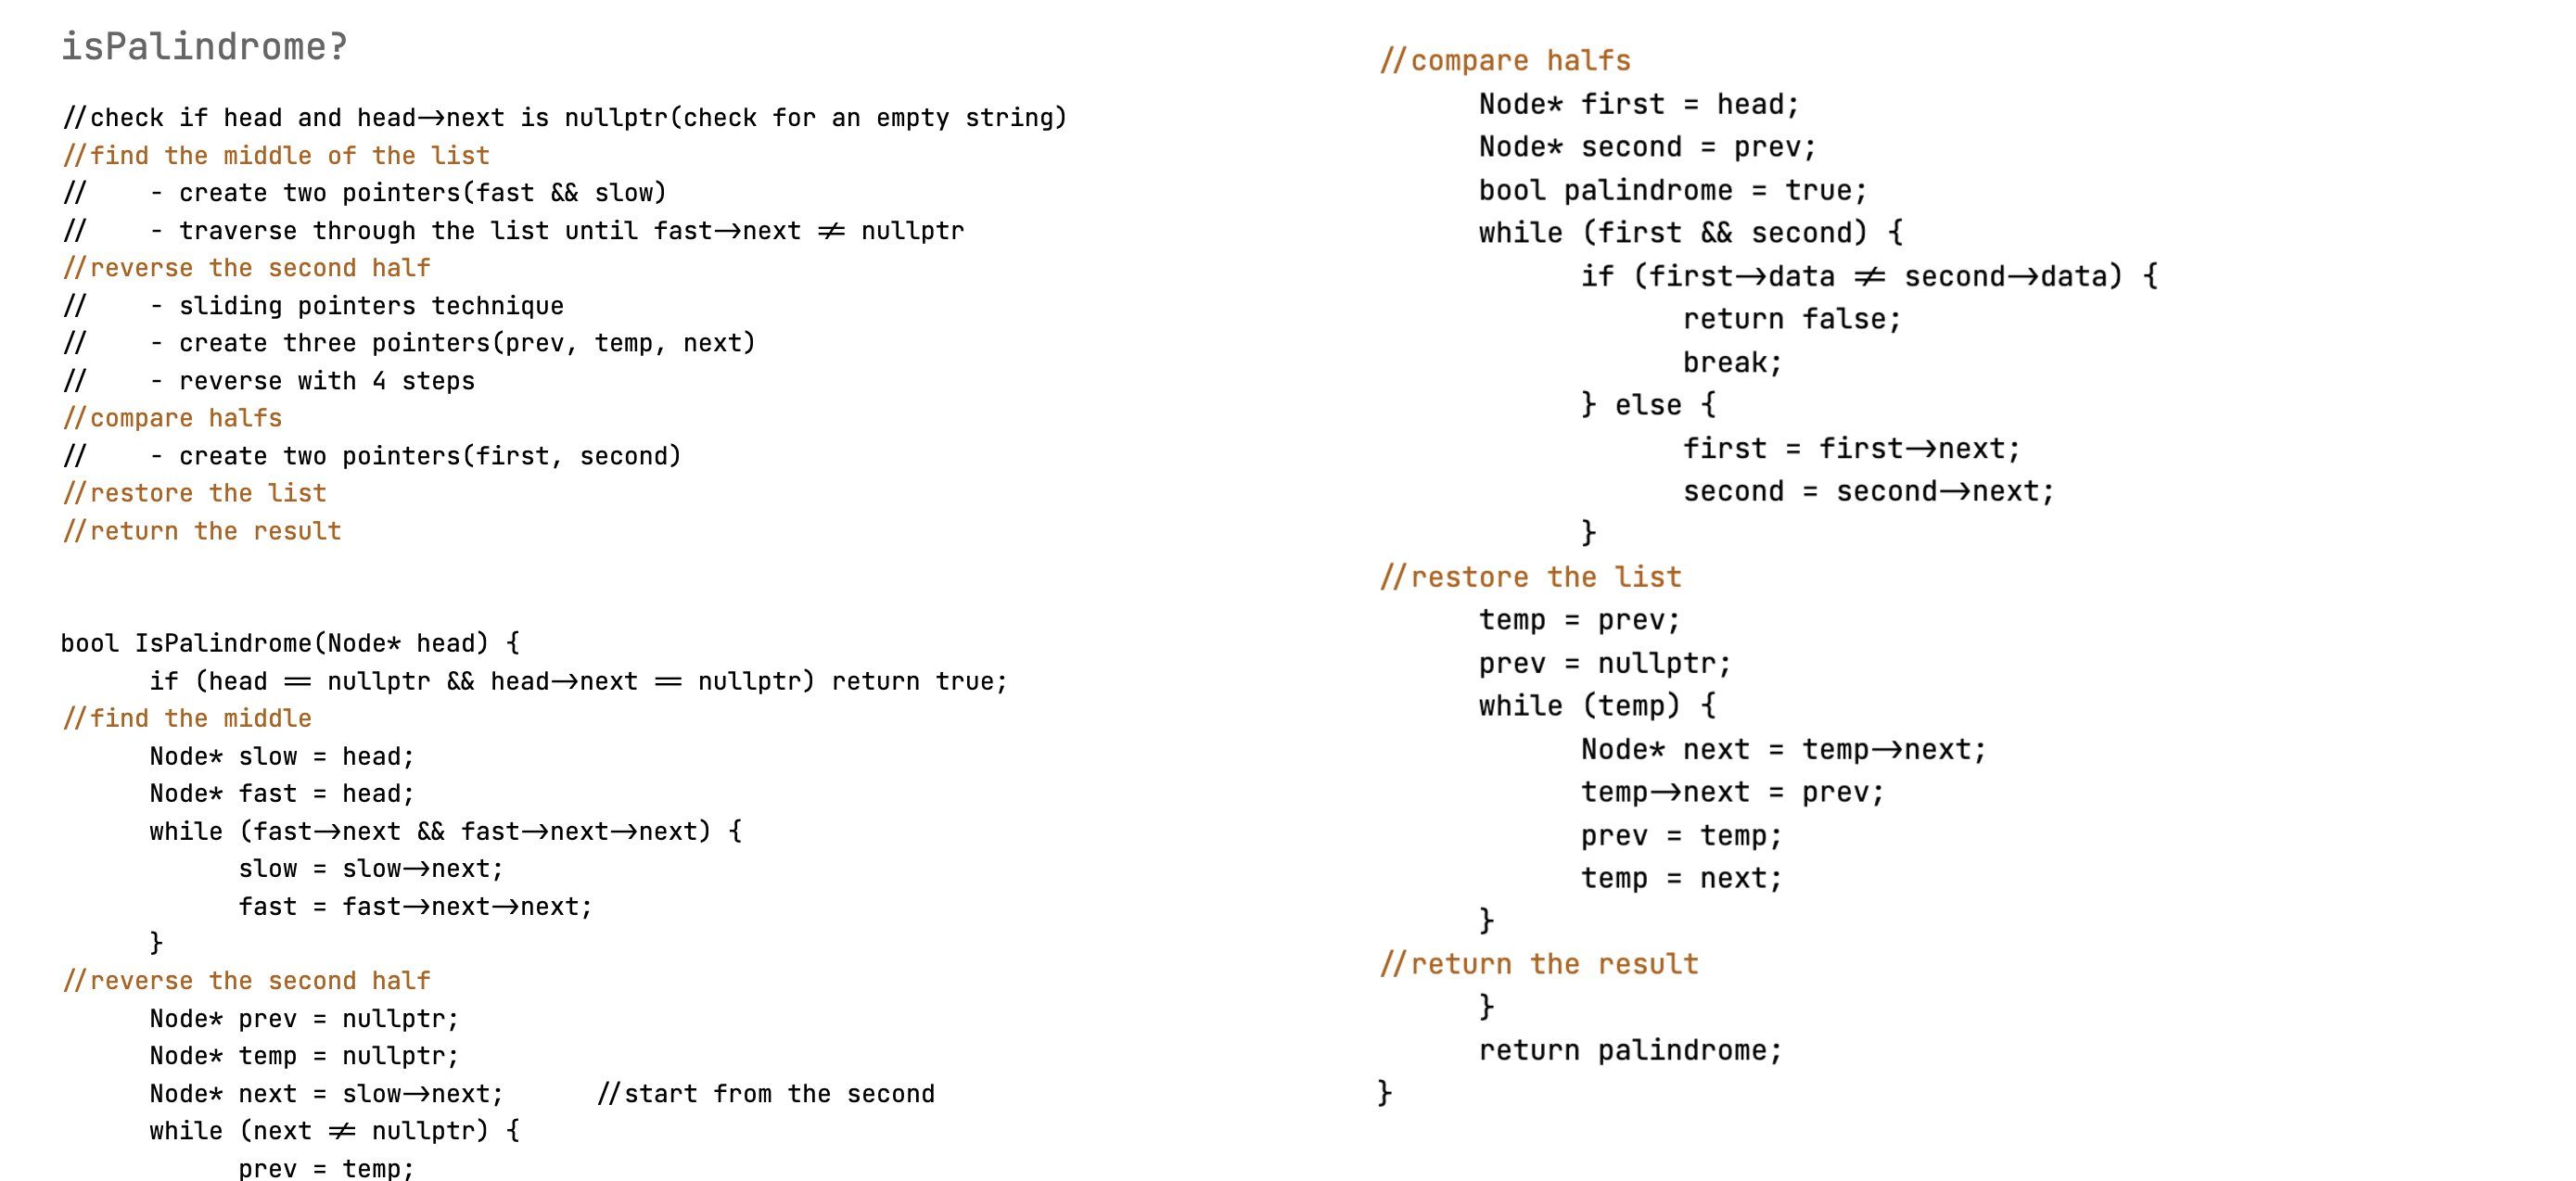 isPalindrome?
//check if head and head->next is nullptr(check for an empty string)
//find the middle of the list
//    - create two pointers(fast && slow)
//    - traverse through the list until fast->next != nullptr
//reverse the second half
//    - sliding pointers technique
//    - create three pointers(prev, temp, next)
//    - reverse with 4 steps
//compare halfs
//    - create two pointers(first, second)
//restore the list
//return the result
bool IsPalindrome(Node* head) {
      if (head == nullptr && head->next == nullptr) return true;
//find the middle
      Node* slow = head;
      Node* fast = head;
      while (fast->next && fast->next->next) {
            slow = slow->next;
            fast = fast->next->next;
      }
//reverse the second half
      Node* prev = nullptr;
      Node* temp = nullptr;
      Node* next = slow->next;      //start from the second
      while (next != nullptr) {
            prev = temp;
//compare halfs
      Node* first = head;
      Node* second = prev;
      bool palindrome = true;
      while (first && second) {
            if (first->data != second->data) {
                  return false;
                  break;
            } else {
                  first = first->next;
                  second = second->next;
            }
//restore the list
      temp = prev;
      prev = nullptr;
      while (temp) {
            Node* next = temp->next;
            temp->next = prev;
            prev = temp;
            temp = next;
      }
//return the result
      }
      return palindrome;
}